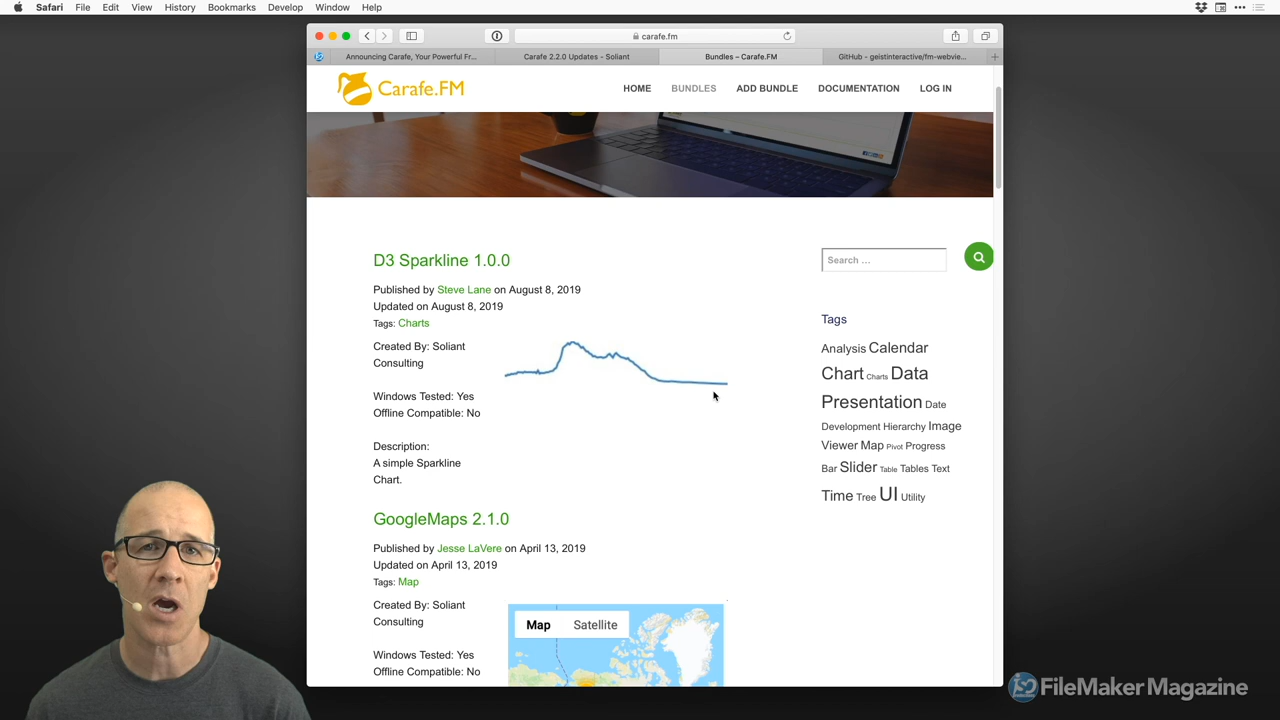 Safari File Edit View History Bookmarks Develop Window Help
carafe.fm
Announcing Carafe, Your Powerful Fr...
Carafe 2.2.0 Updates - Soliant
Bundles – Carafe.FM
GitHub - geistinteractive/fm-webvie...
Carafe.FM
HOME BUNDLES ADD BUNDLE DOCUMENTATION LOG IN
D3 Sparkline 1.0.0
Published by Steve Lane on August 8, 2019
Updated on August 8, 2019
Tags: Charts
Created By: Soliant
Consulting
Windows Tested: Yes
Offline Compatible: No
Description:
A simple Sparkline
Chart.
GoogleMaps 2.1.0
Published by Jesse LaVere on April 13, 2019
Updated on April 13, 2019
Tags: Map
Created By: Soliant
Consulting
Windows Tested: Yes
Offline Compatible: No
Map Satellite
Search ...
Tags
Analysis Calendar
Chart Charts Data
Presentation Date
Development Hierarchy Image
Viewer Map Pivot Progress
Bar Slider Table Tables Text
Time Tree UI Utility
FileMaker Magazine